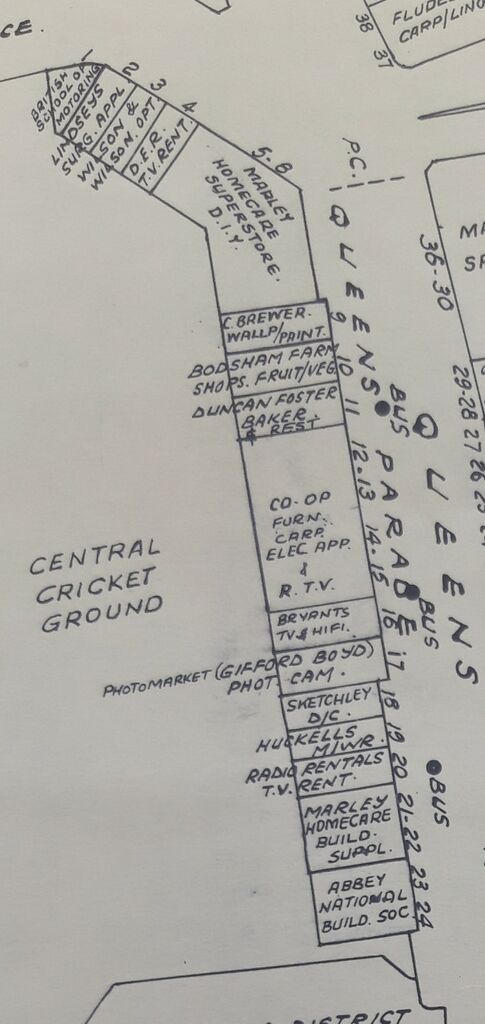 CE.
38
37
FLUDE
CARP/LINO
1
2
3
4
5-6
BRITISH
SCHOOL OF
MOTORING
LINDSEYS
SURG. APPL
WILSON &
WILSON. OPT.
D.E.R.
T.V. RENT.
MARLEY
HOMECARE
SUPERSTORE.
D.I.Y.
P.C.
QUEENS PARADE
QUEENS
36-30
MA
SP
29-28 27 26 25
C. BREWER.
WALLP/PAINT.
9
BODSHAM FARM
SHOPS. FRUIT/VEG
10
DUNCAN FOSTER
BAKER.
& REST
11
BUS
CO-OP
FURN.
CARP.
ELEC APP.
&
R. T.V.
12-13
14-15
BRYANTS
TV & HIFI.
16
BUS
PHOTOMARKET (GIFFORD BOYD)
PHOT. CAM.
17
SKETCHLEY
D/C.
18
HUCKELLS
M/WR.
19
RADIO RENTALS
T.V. RENT.
20
BUS
MARLEY
HOMECARE
BUILD.
SUPPL.
21-22
ABBEY
NATIONAL
BUILD. SOC
23
24
CENTRAL
CRICKET
GROUND
DISTRICT